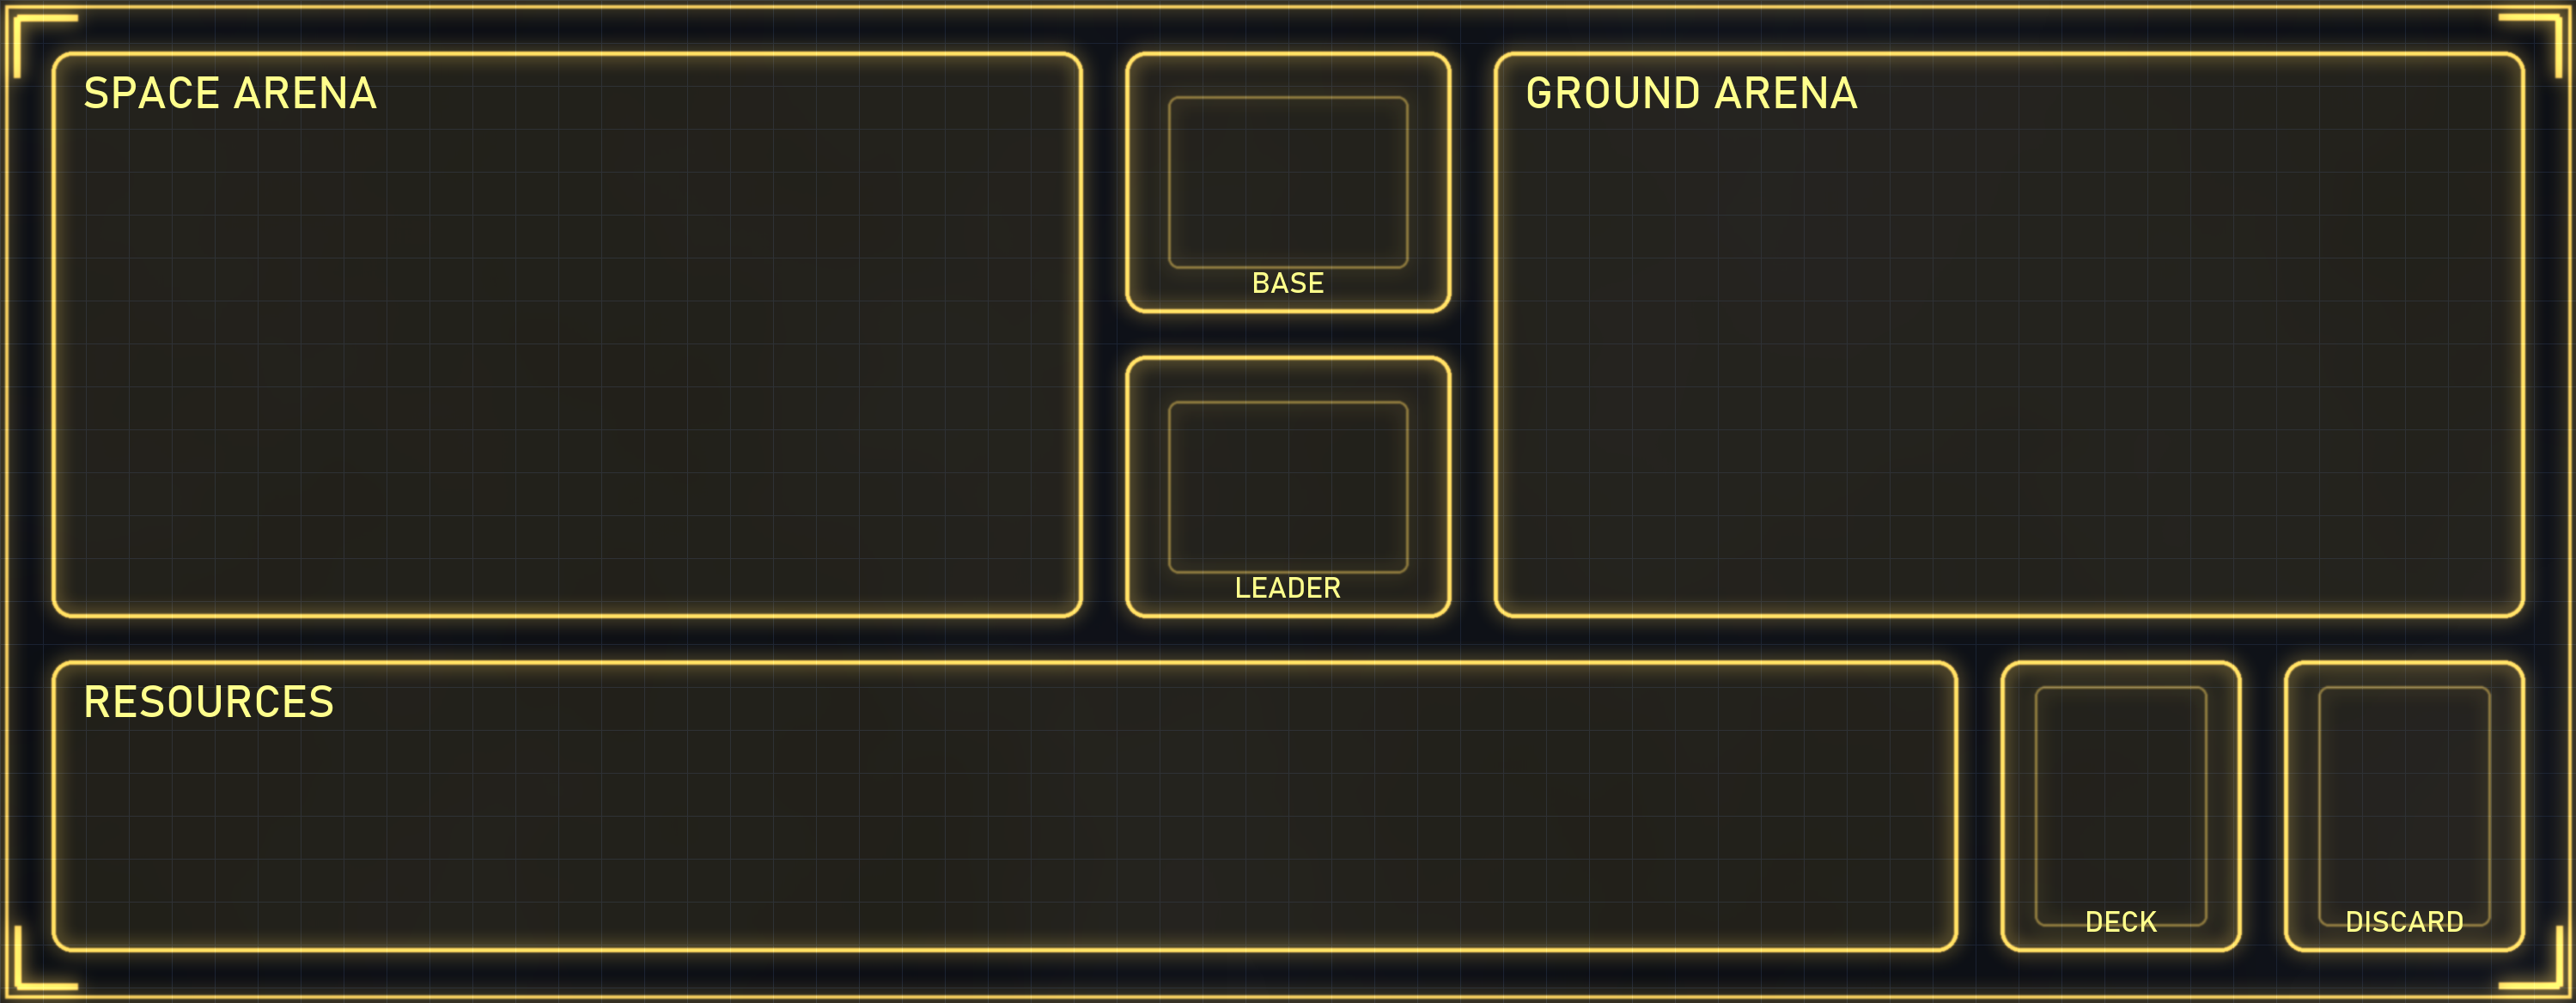 SPACE ARENA
BASE
GROUND ARENA
LEADER
RESOURCES
DECK
DISCARD